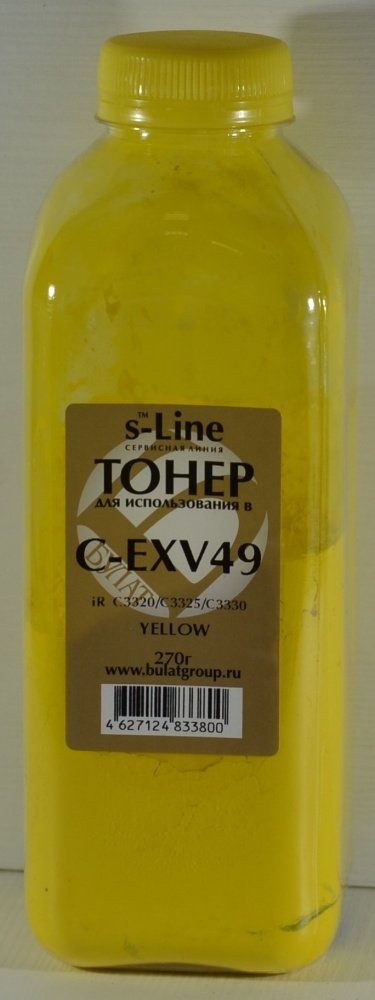 ™
s-Line
СЕРВИСНАЯ ЛИНИЯ
ТОНЕР
ДЛЯ ИСПОЛЬЗОВАНИЯ В
C-EXV49
БУЛАТ
iR C3320/C3325/C3330
YELLOW
270г
www.bulatgroup.ru
4 627124 833800